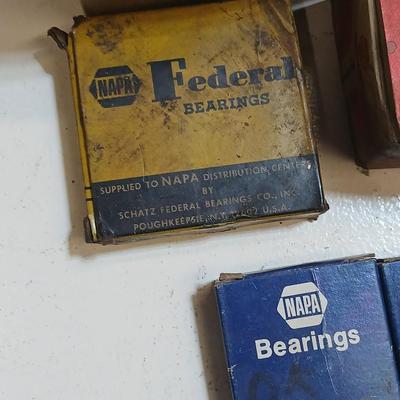 NAPA
Federal
BEARINGS
SUPPLIED TO NAPA DISTRIBUTION CENTERS
BY
SCHATZ FEDERAL BEARINGS CO., INC.
POUGHKEEPSIE, N.Y. U.S.A.
NAPA
Bearings